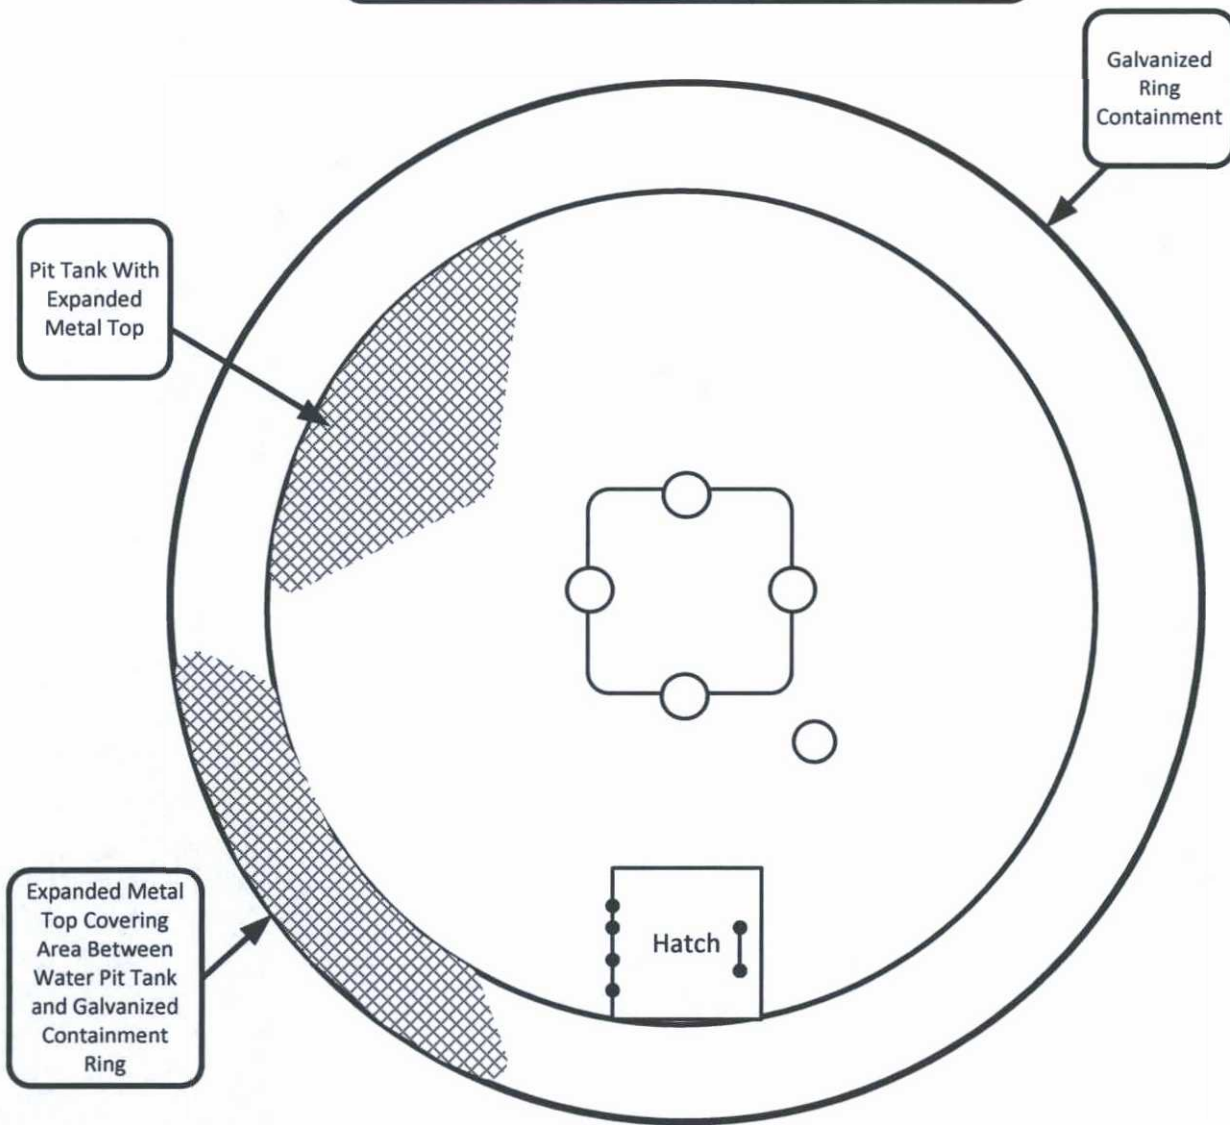 Galvanized
Ring
Containment
Pit Tank With
Expanded
Metal Top
Expanded Metal
Top Covering
Area Between
Water Pit Tank
and Galvanized
Containment
Ring
Hatch